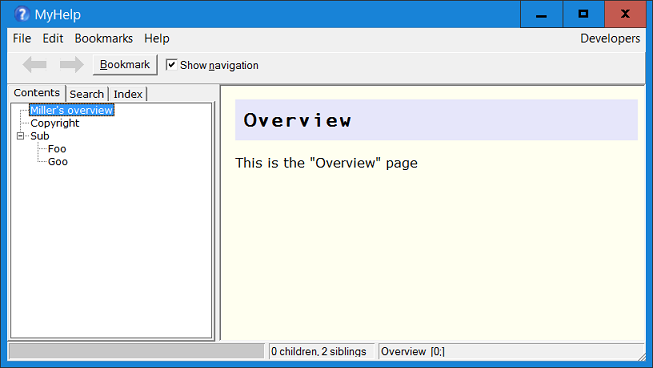 MyHelp
File Edit Bookmarks Help Developers
Bookmark Show navigation
Contents Search Index
Miller's overview
Copyright
Sub
Foo
Goo
Overview
This is the "Overview" page
0 children, 2 siblings Overview [0;]